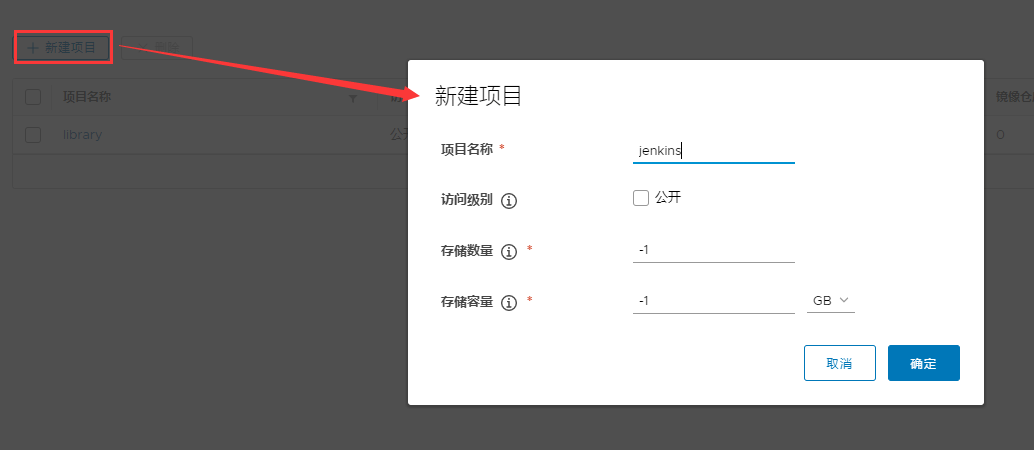 + 新建项目
删除
项目名称
镜像仓
library
公开
0
新建项目
项目名称 *
jenkins
访问级别
公开
存储数量 *
-1
存储容量 *
-1
GB
取消
确定